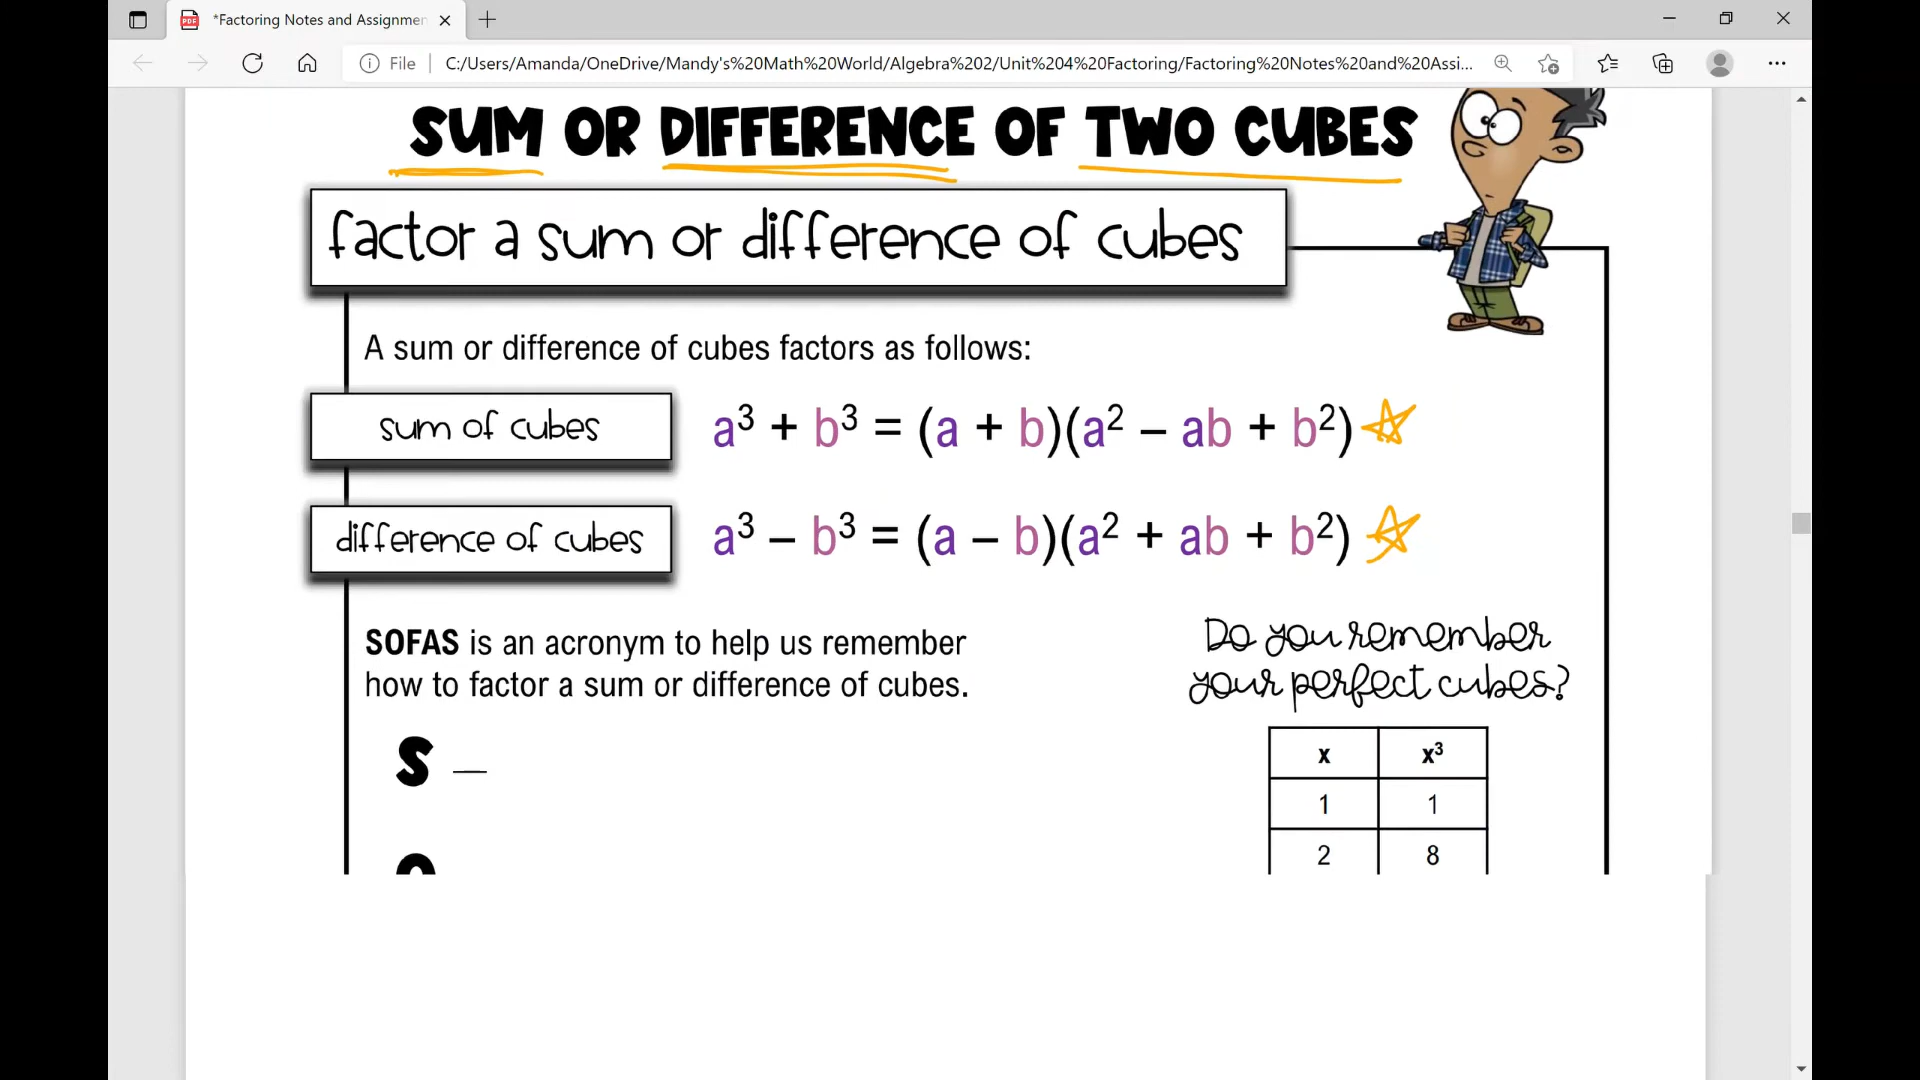 *Factoring Notes and Assignmen
File
C:/Users/Amanda/OneDrive/Mandy's%20Math%20World/Algebra%202/Unit%204%20Factoring/Factoring%20Notes%20and%20Assi...
SUM OR DIFFERENCE OF TWO CUBES
factor a sum or difference of cubes
A sum or difference of cubes factors as follows:
sum of cubes
a³ + b³ = (a + b)(a² – ab + b²)
difference of cubes
a³ – b³ = (a – b)(a² + ab + b²)
SOFAS is an acronym to help us remember
how to factor a sum or difference of cubes.
Do you remember
your perfect cubes?
S —
x x³
1 1
2 8